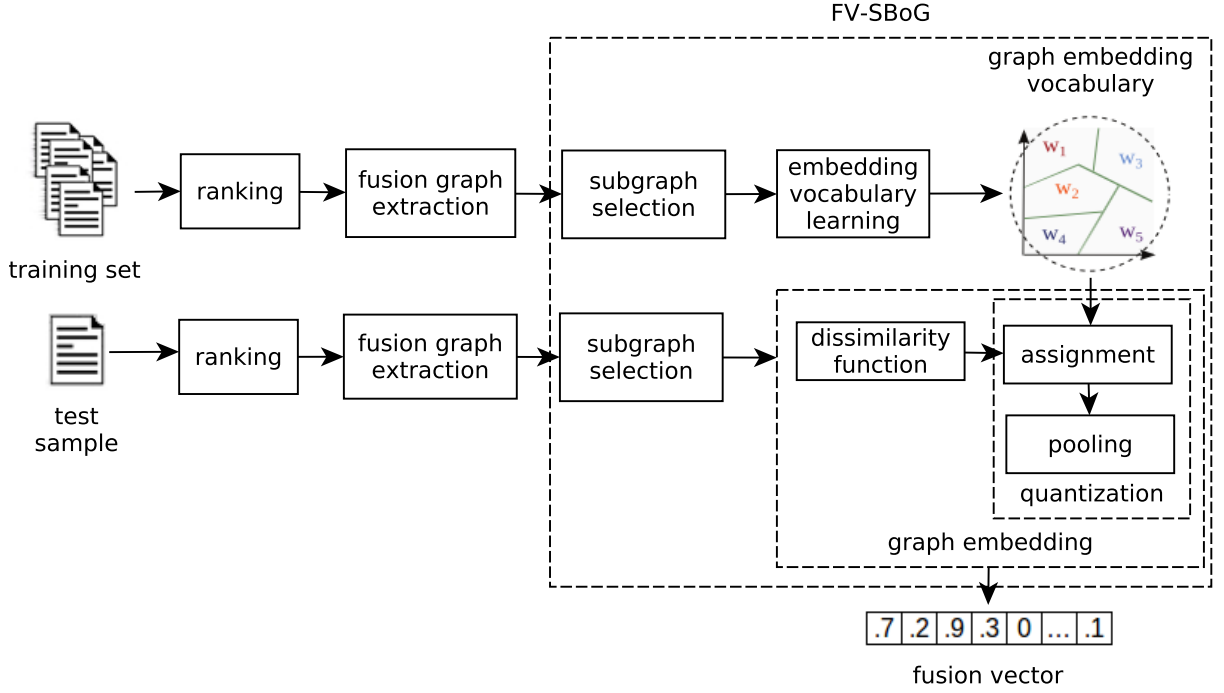 FV-SBoG
graph embedding
vocabulary
w1
w3
w2
w4
w5
ranking
fusion graph
extraction
subgraph
selection
embedding
vocabulary
learning
training set
ranking
fusion graph
extraction
subgraph
selection
dissimilarity
function
assignment
pooling
quantization
graph embedding
test
sample
.7 .2 .9 .3 0 ... .1
fusion vector